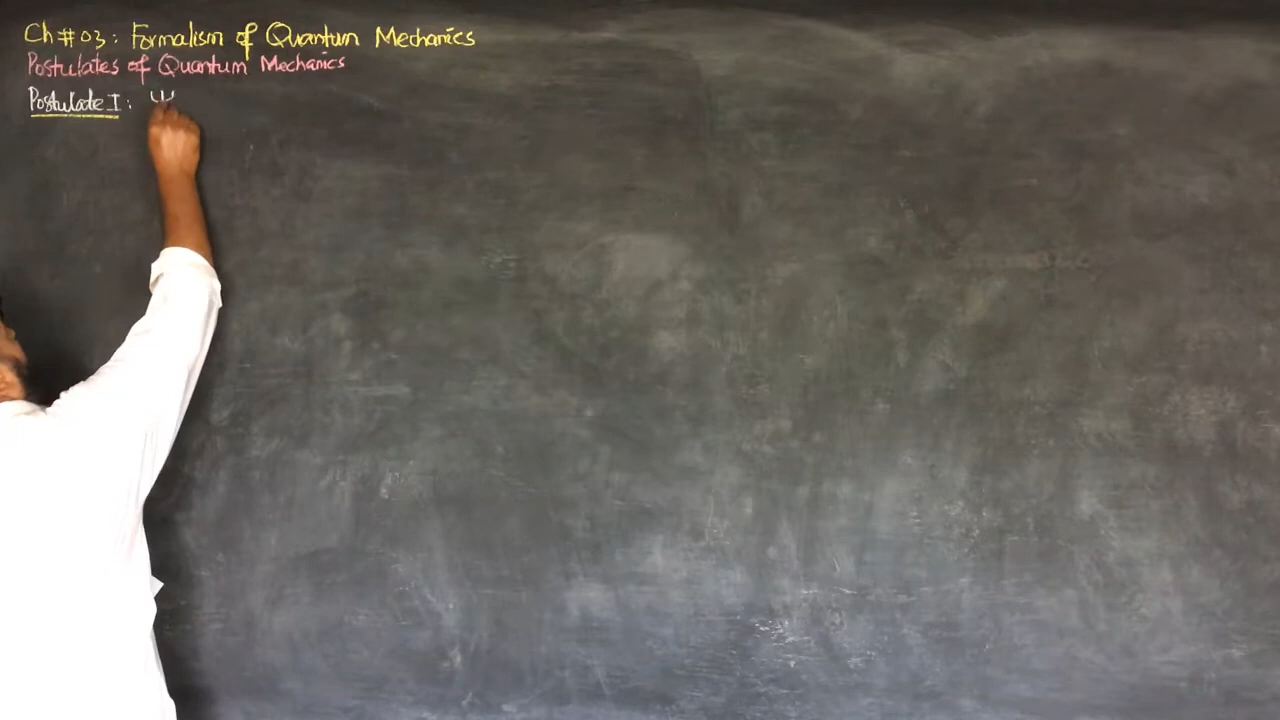 Ch # 03: Formalism of Quantum Mechanics
Postulates of Quantum Mechanics
Postulate I: Ψ